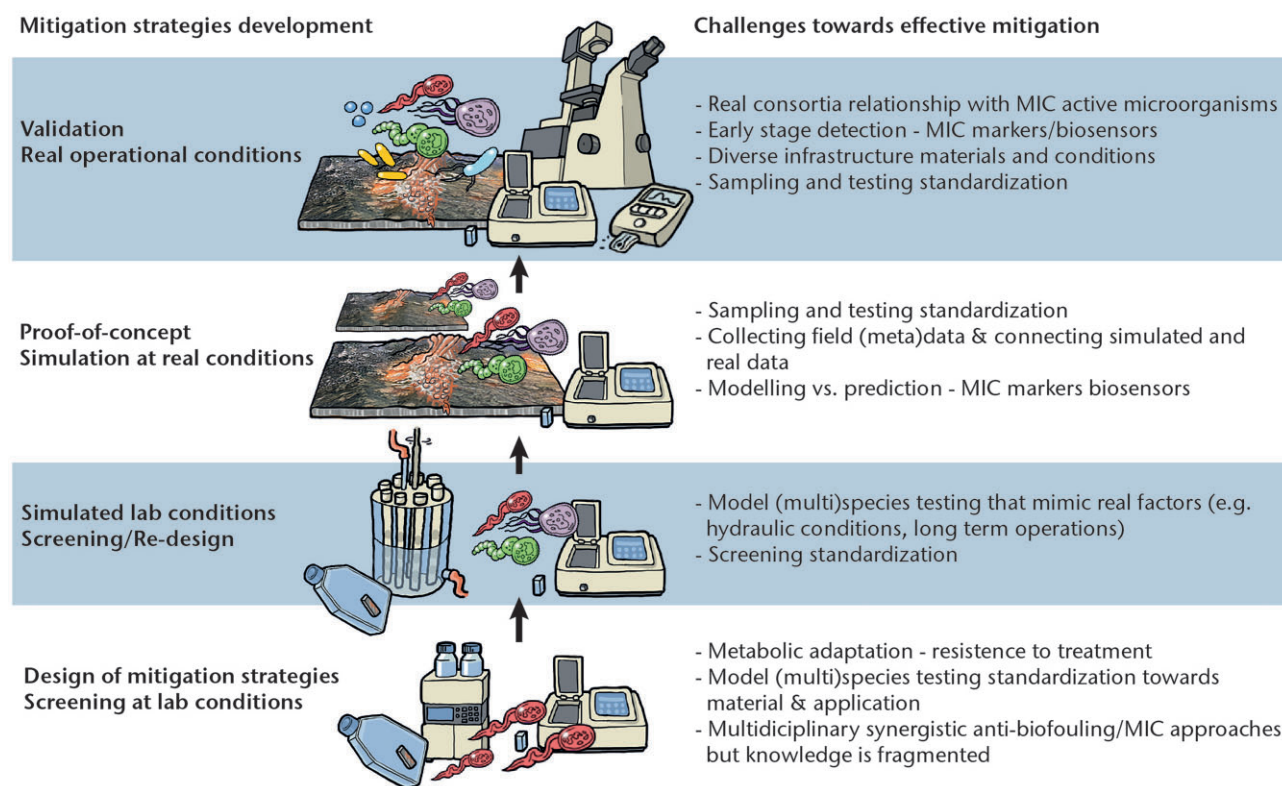 Mitigation strategies development
Challenges towards effective mitigation
Validation
Real operational conditions
- Real consortia relationship with MIC active microorganisms
- Early stage detection - MIC markers/biosensors
- Diverse infrastructure materials and conditions
- Sampling and testing standardization
Proof-of-concept
Simulation at real conditions
- Sampling and testing standardization
- Collecting field (meta)data & connecting simulated and
real data
- Modelling vs. prediction - MIC markers biosensors
Simulated lab conditions
Screening/Re-design
- Model (multi)species testing that mimic real factors (e.g.
hydraulic conditions, long term operations)
- Screening standardization
Design of mitigation strategies
Screening at lab conditions
- Metabolic adaptation - resistence to treatment
- Model (multi)species testing standardization towards
material & application
- Multidiciplinary synergistic anti-biofouling/MIC approaches
but knowledge is fragmented